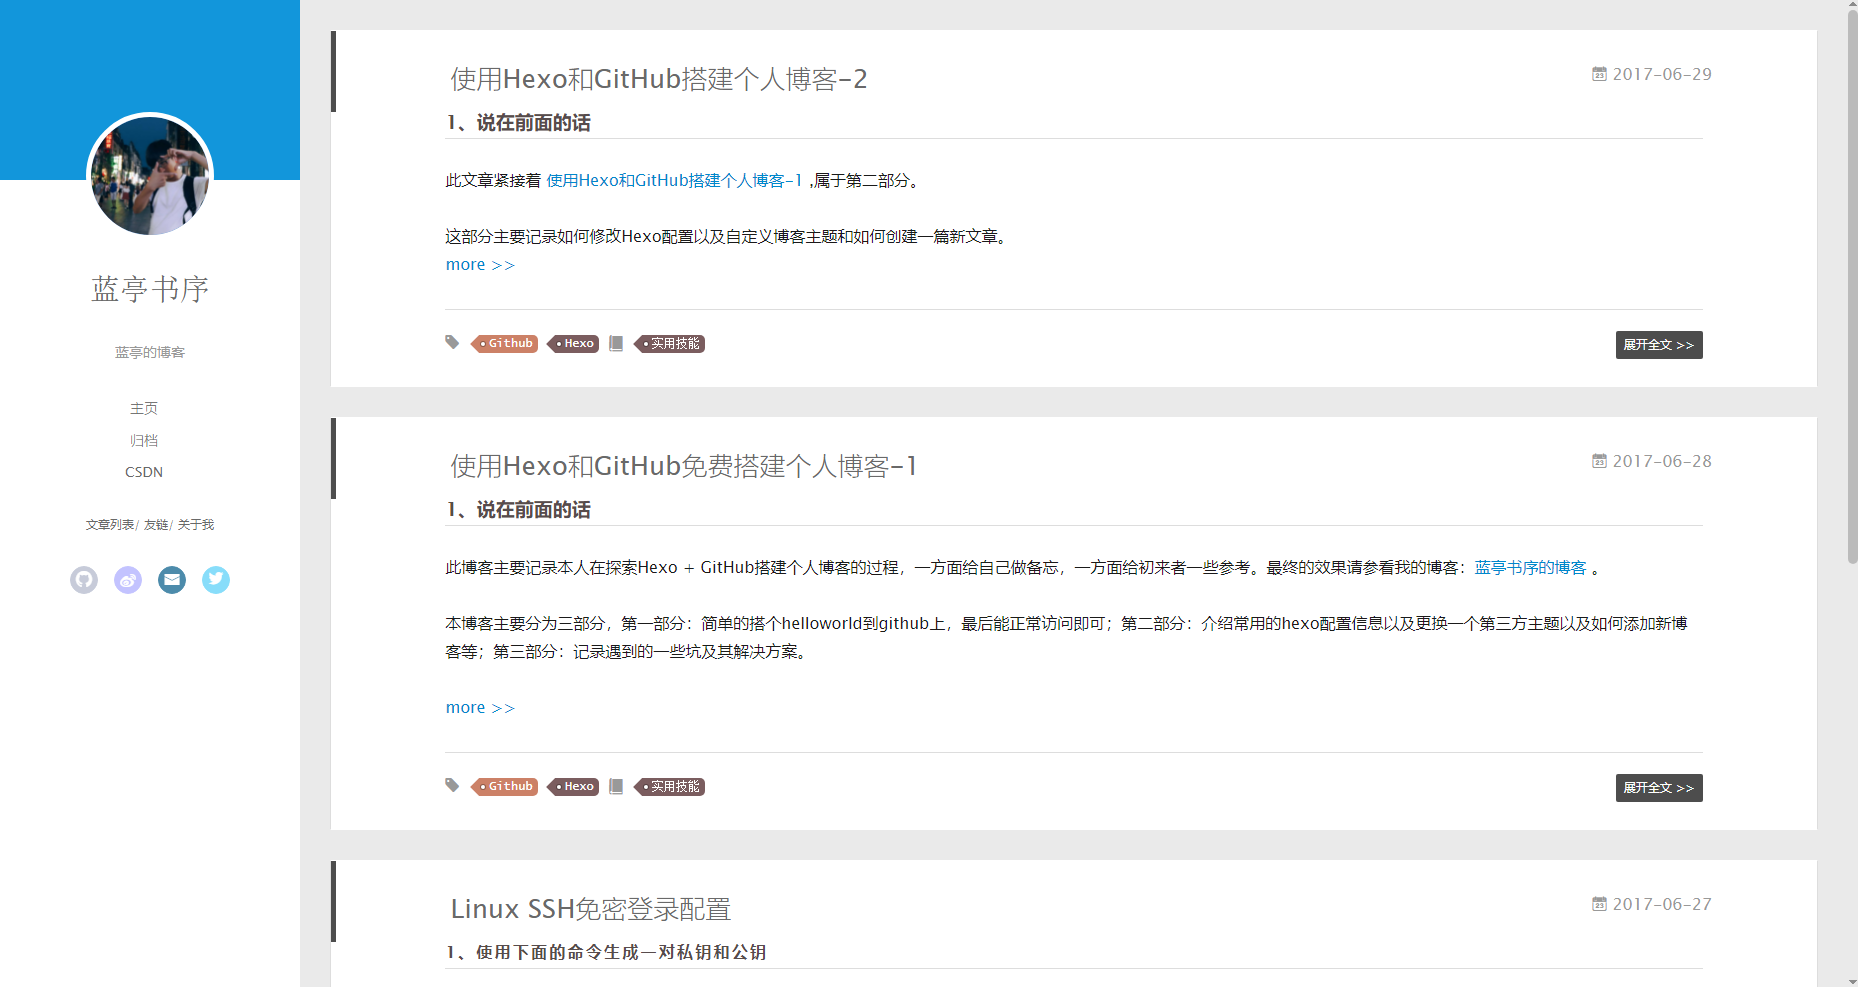 蓝亭书序
蓝亭的博客
主页
归档
CSDN
文章列表/ 友链/ 关于我
使用Hexo和GitHub搭建个人博客-2
2017-06-29
1、说在前面的话
此文章紧接着 使用Hexo和GitHub搭建个人博客-1 ,属于第二部分。
这部分主要记录如何修改Hexo配置以及自定义博客主题和如何创建一篇新文章。
more >>
Github Hexo 实用技能
展开全文 >>
使用Hexo和GitHub免费搭建个人博客-1
2017-06-28
1、说在前面的话
此博客主要记录本人在探索Hexo + GitHub搭建个人博客的过程，一方面给自己做备忘，一方面给初来者一些参考。最终的效果请参看我的博客：蓝亭书序的博客 。
本博客主要分为三部分，第一部分：简单的搭个helloworld到github上，最后能正常访问即可；第二部分：介绍常用的hexo配置信息以及更换一个第三方主题以及如何添加新博
客等；第三部分：记录遇到的一些坑及其解决方案。
more >>
Github Hexo 实用技能
展开全文 >>
Linux SSH免密登录配置
2017-06-27
1、使用下面的命令生成一对私钥和公钥